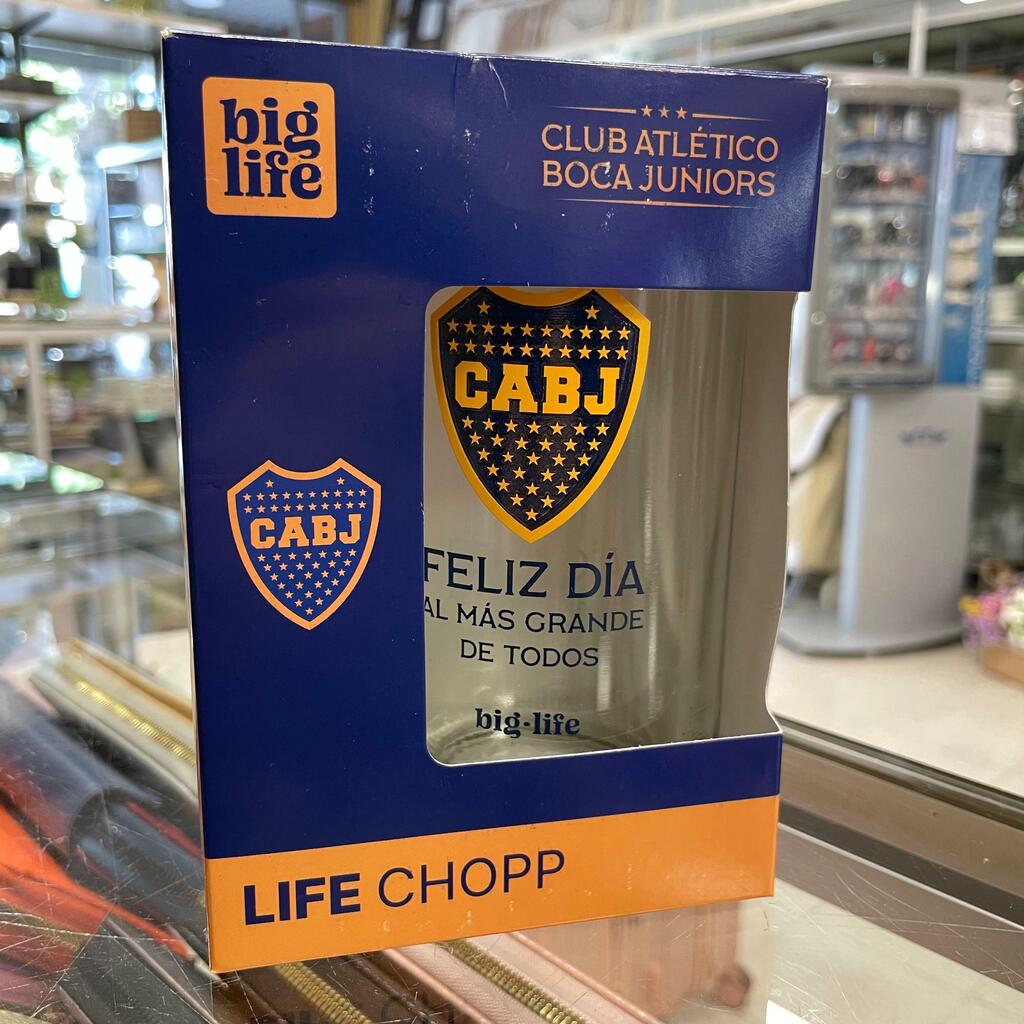 big
life
CLUB ATLÉTICO
BOCA JUNIORS
CABJ
CABJ
FELIZ DÍA
AL MÁS GRANDE
DE TODOS
big·life
LIFE CHOPP